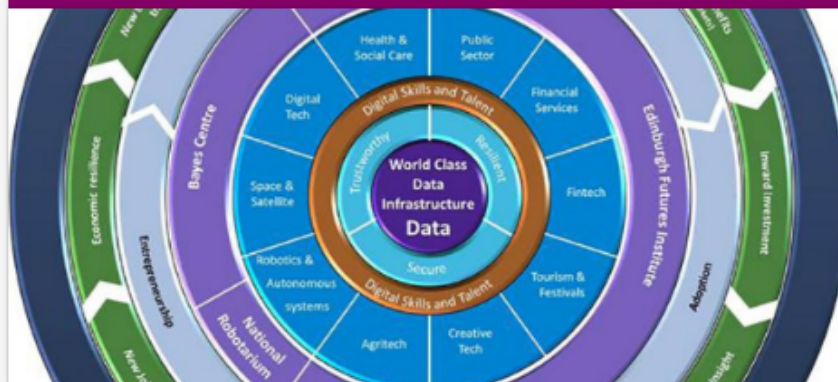 Health &
Social Care
Public
Sector
Digital
Tech
Financial
Services
Space &
Satellite
Fintech
Robotics &
Autonomous
systems
Tourism &
Festivals
Agritech
Creative
Tech
Digital Skills and Talent
Digital Skills and Talent
Trustworthy
Resilient
Secure
World Class
Data
Infrastructure
Data
Bayes Centre
National
Robotarium
Edinburgh Futures Institute
Entrepreneurship
Adoption
Economic resilience
Inward Investment
New